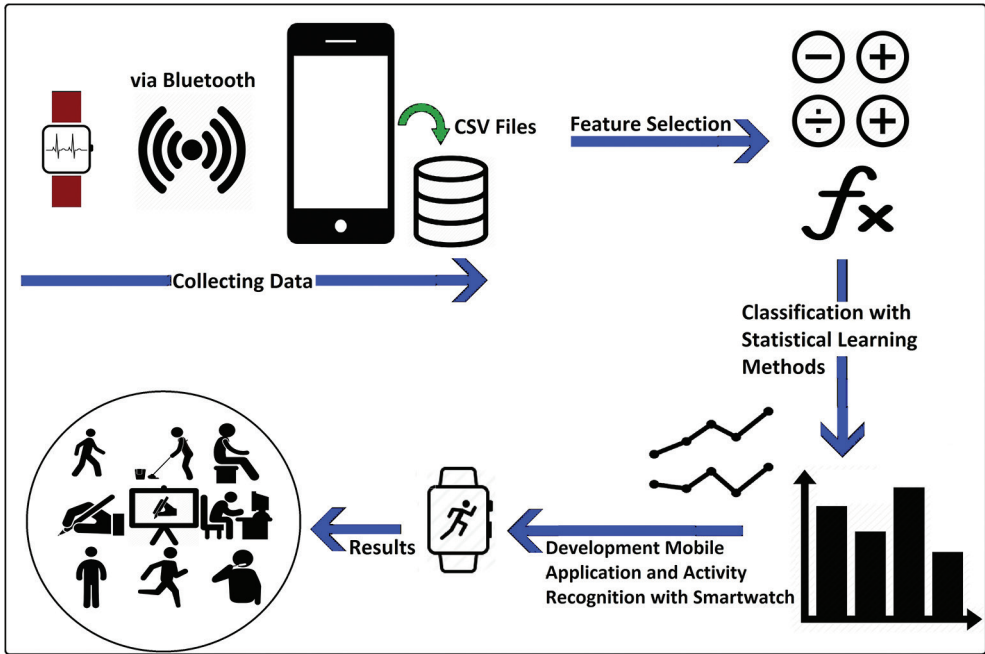 via Bluetooth
CSV Files
Feature Selection
fx
Collecting Data
Classification with
Statistical Learning
Methods
Results
Development Mobile
Application and Activity
Recognition with Smartwatch